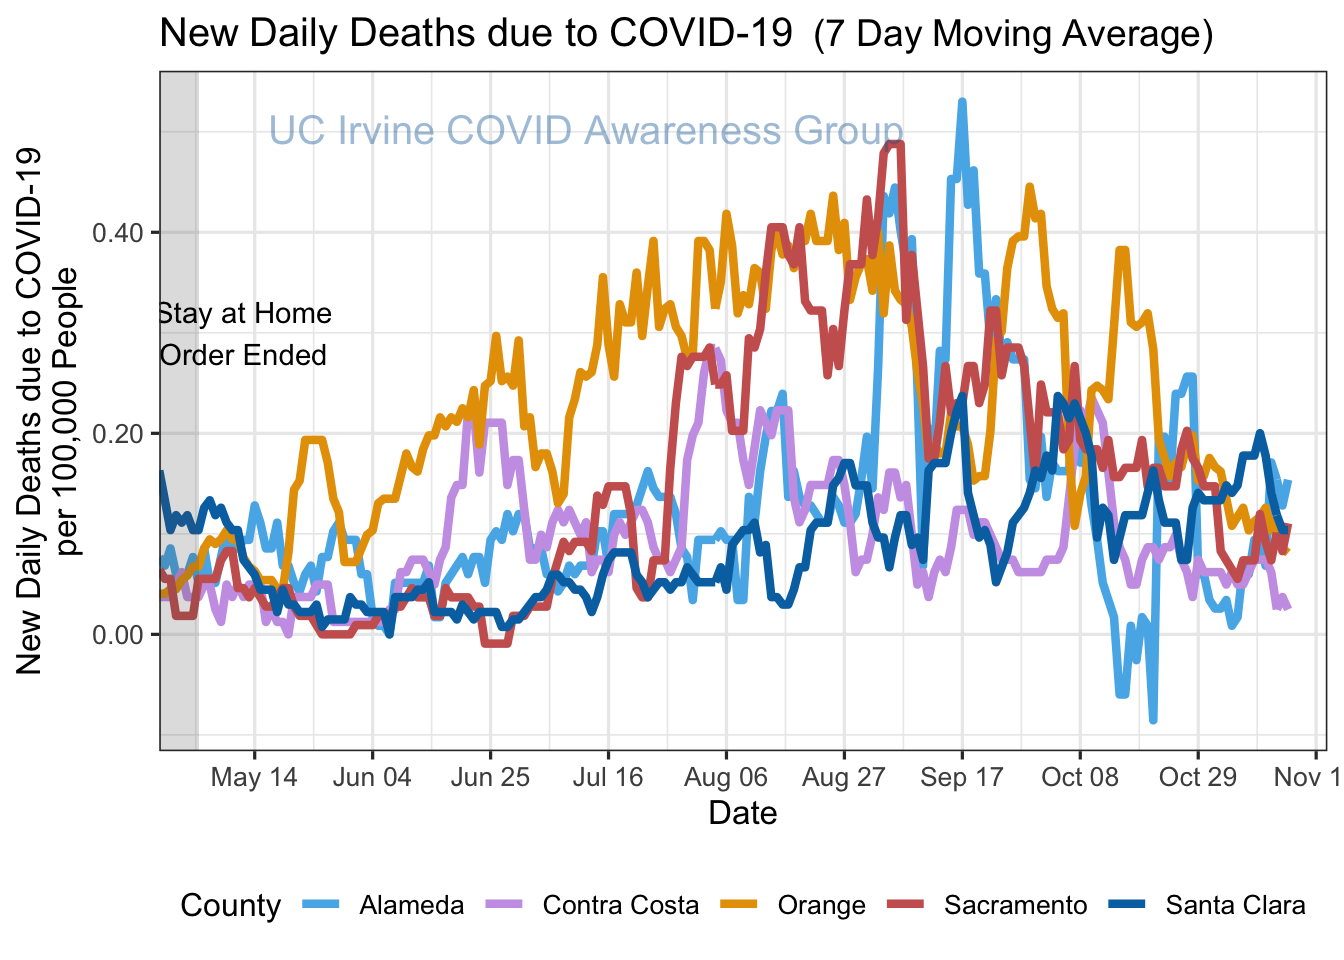 New Daily Deaths due to COVID-19 (7 Day Moving Average)
UC Irvine COVID Awareness Group
New Daily Deaths due to COVID-19
per 100,000 People
0.40
0.20
0.00
Stay at Home
Order Ended
May 14 Jun 04 Jun 25 Jul 16 Aug 06 Aug 27 Sep 17 Oct 08 Oct 29 Nov 1
Date
County Alameda Contra Costa Orange Sacramento Santa Clara